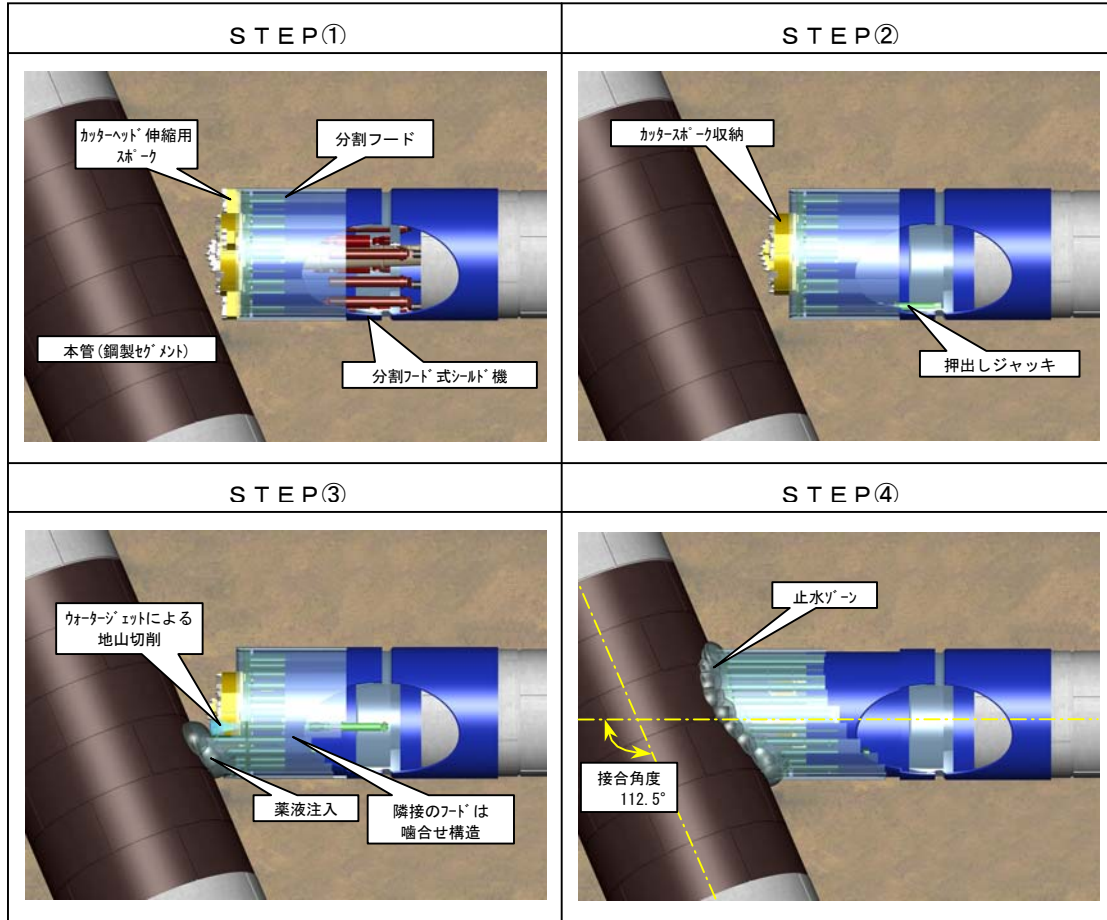 ＳＴＥＰ①
ＳＴＥＰ②
ｶｯﾀｰﾍｯﾄﾞ伸縮用
ｽﾎﾟｰｸ
分割フード
本管(鋼製ｾｸﾞﾒﾝﾄ)
分割ﾌｰﾄﾞ式ｼｰﾙﾄﾞ機
ｶｯﾀｰｽﾎﾟｰｸ収納
押出しジャッキ
ＳＴＥＰ③
ＳＴＥＰ④
ｳｫｰﾀｰｼﾞｪｯﾄによる
地山切削
薬液注入
隣接のﾌｰﾄﾞは
噛合せ構造
止水ｿﾞｰﾝ
接合角度
112.5°